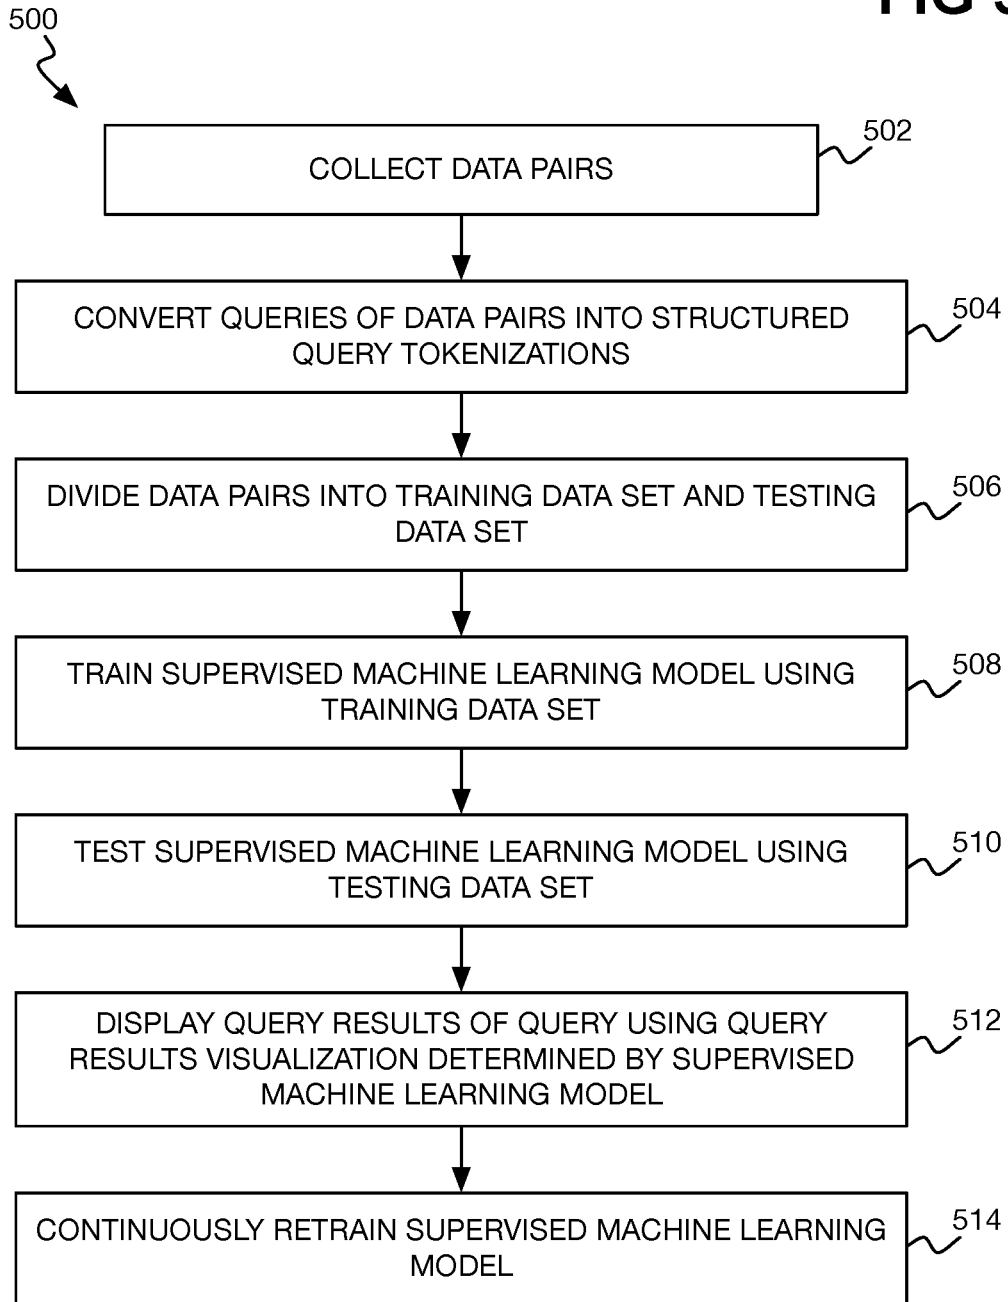 FIG 5
500
502
COLLECT DATA PAIRS
504
CONVERT QUERIES OF DATA PAIRS INTO STRUCTURED
QUERY TOKENIZATIONS
506
DIVIDE DATA PAIRS INTO TRAINING DATA SET AND TESTING
DATA SET
508
TRAIN SUPERVISED MACHINE LEARNING MODEL USING
TRAINING DATA SET
510
TEST SUPERVISED MACHINE LEARNING MODEL USING
TESTING DATA SET
512
DISPLAY QUERY RESULTS OF QUERY USING QUERY
RESULTS VISUALIZATION DETERMINED BY SUPERVISED
MACHINE LEARNING MODEL
514
CONTINUOUSLY RETRAIN SUPERVISED MACHINE LEARNING
MODEL